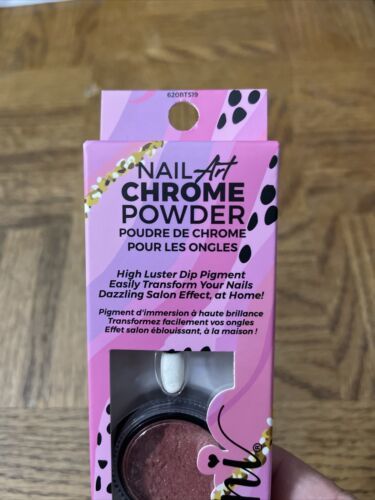 620RTS19
NAIL Art
CHROME
POWDER
POUDRE DE CHROME
POUR LES ONGLES
High Luster Dip Pigment
Easily Transform Your Nails
Dazzling Salon Effect, at Home!
Pigment d'immersion à haute brillance
Transformez facilement vos ongles
Effet salon éblouissant, à la maison !